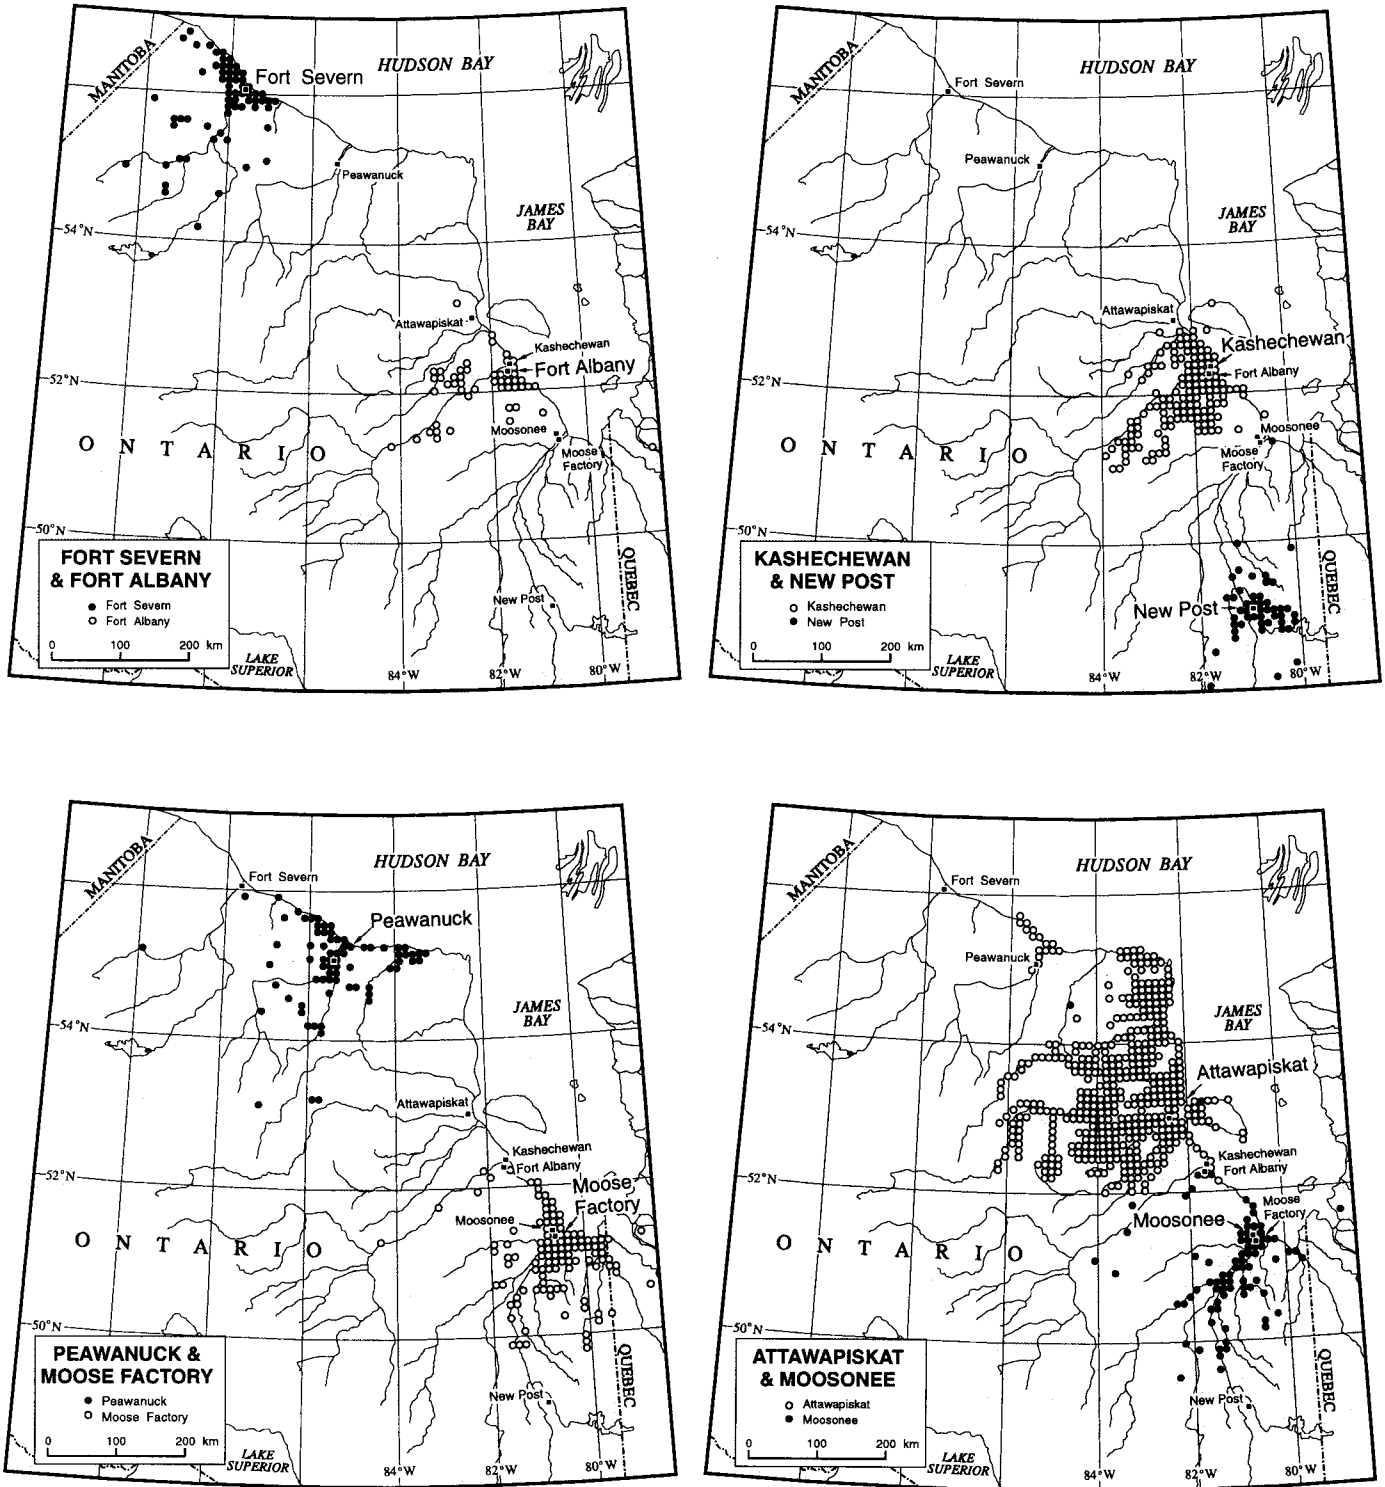 MANITOBA
HUDSON BAY
Fort Severn
Peawanuck
JAMES
BAY
54°N
Attawapiskat
Kashechewan
Fort Albany
52°N
Moosonee
Moose
Factory
ONTARIO
50°N
FORT SEVERN
& FORT ALBANY
● Fort Severn
○ Fort Albany
0 100 200 km
New Post
QUEBEC
LAKE
SUPERIOR
84°W 82°W 80°W
MANITOBA
HUDSON BAY
Fort Severn
Peawanuck
JAMES
BAY
54°N
Attawapiskat
Kashechewan
Fort Albany
52°N
Moosonee
Moose
Factory
ONTARIO
50°N
KASHECHEWAN
& NEW POST
○ Kashechewan
● New Post
0 100 200 km
New Post
QUEBEC
LAKE
SUPERIOR
84°W 82°W 80°W
MANITOBA
HUDSON BAY
Fort Severn
Peawanuck
JAMES
BAY
54°N
Attawapiskat
Kashechewan
Fort Albany
52°N
Moose
Factory
Moosonee
ONTARIO
50°N
PEAWANUCK &
MOOSE FACTORY
● Peawanuck
○ Moose Factory
0 100 200 km
New Post
QUEBEC
LAKE
SUPERIOR
84°W 82°W 80°W
MANITOBA
HUDSON BAY
Fort Severn
Peawanuck
JAMES
BAY
54°N
Attawapiskat
Kashechewan
Fort Albany
52°N
Moose
Factory
Moosonee
ONTARIO
50°N
ATTAWAPISKAT
& MOOSONEE
○ Attawapiskat
● Moosonee
0 100 200 km
New Post
QUEBEC
LAKE
SUPERIOR
84°W 82°W 80°W